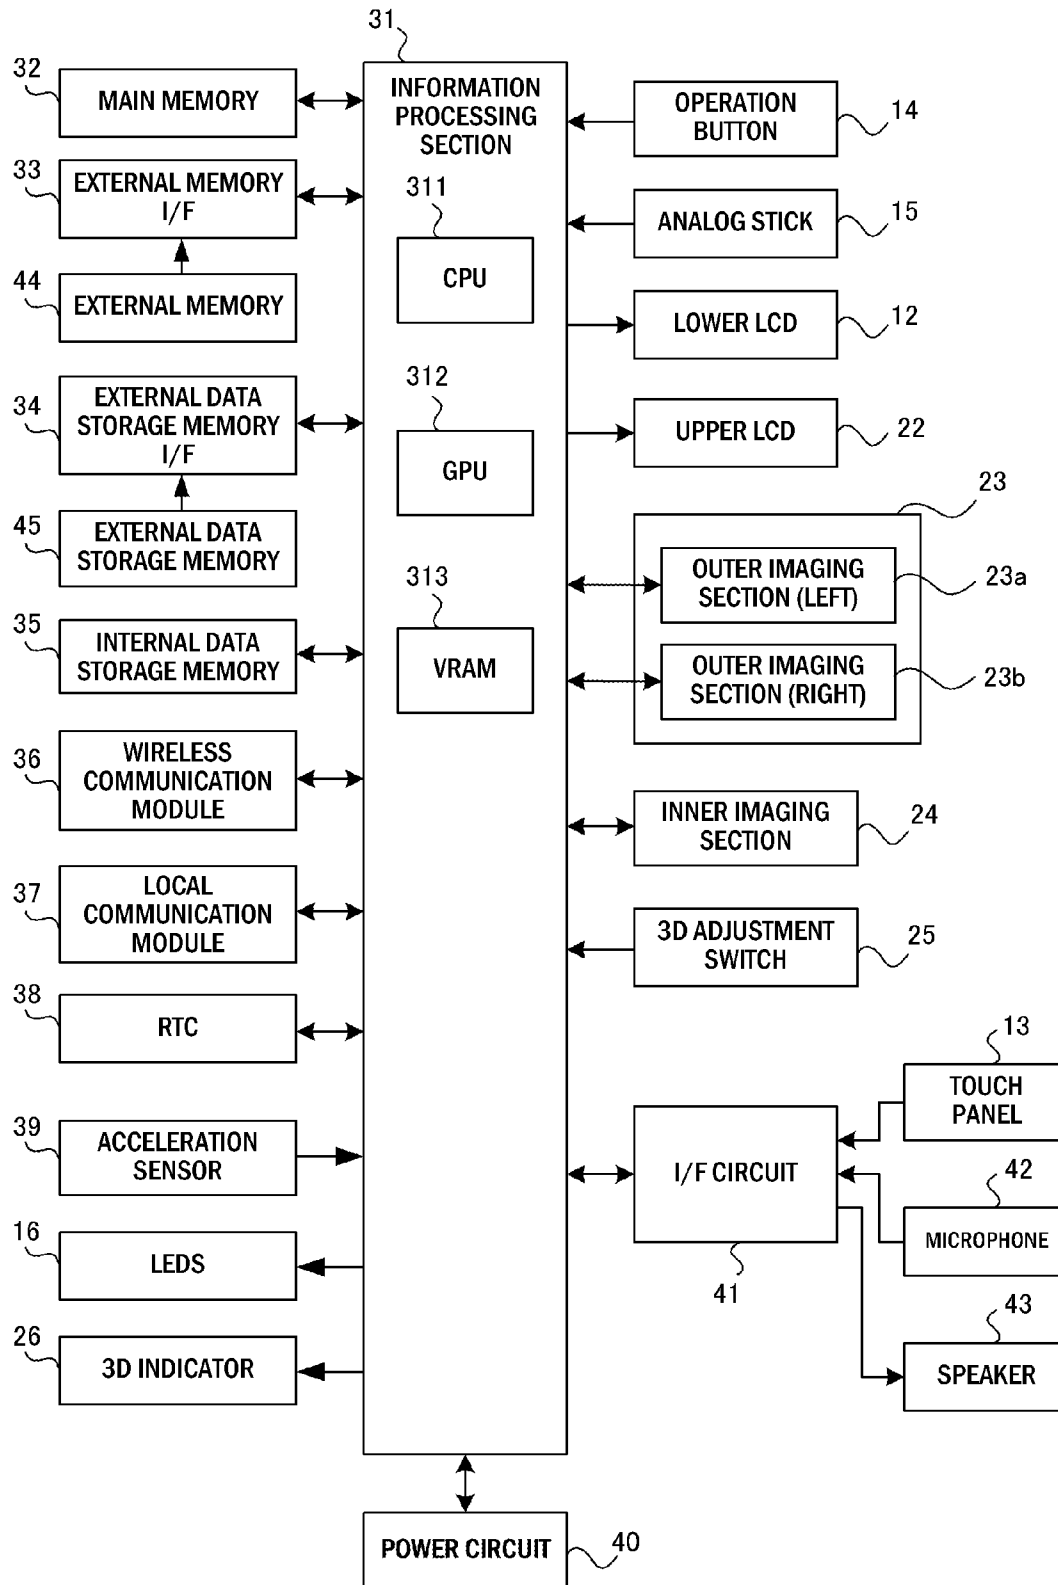 31
32
MAIN MEMORY
INFORMATION
PROCESSING
SECTION
OPERATION
BUTTON
14
33
EXTERNAL MEMORY
I/F
311
CPU
ANALOG STICK
15
44
EXTERNAL MEMORY
LOWER LCD
12
34
EXTERNAL DATA
STORAGE MEMORY
I/F
312
GPU
UPPER LCD
22
45
EXTERNAL DATA
STORAGE MEMORY
23
OUTER IMAGING
SECTION (LEFT)
23a
35
INTERNAL DATA
STORAGE MEMORY
313
VRAM
OUTER IMAGING
SECTION (RIGHT)
23b
36
WIRELESS
COMMUNICATION
MODULE
INNER IMAGING
SECTION
24
37
LOCAL
COMMUNICATION
MODULE
3D ADJUSTMENT
SWITCH
25
38
RTC
13
TOUCH
PANEL
39
ACCELERATION
SENSOR
I/F CIRCUIT
41
42
MICROPHONE
16
LEDS
43
SPEAKER
26
3D INDICATOR
POWER CIRCUIT
40